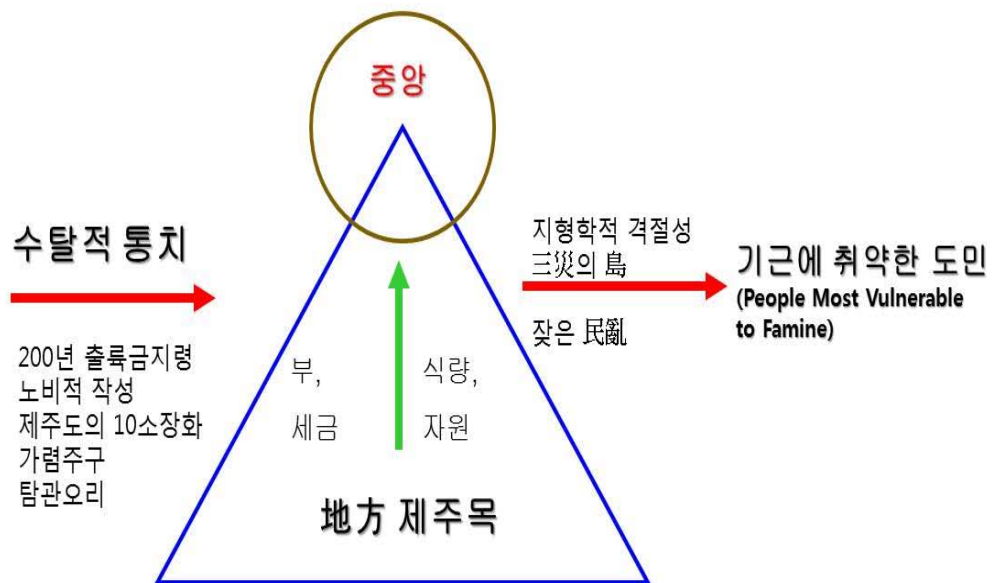 중앙
수탈적 통치
200년 출륙금지령
노비적 작성
제주도의 10소장화
가렴주구
탐관오리
부,
세금
식량,
자원
地方 제주목
지형학적 격절성
三災의 島
잦은 民亂
기근에 취약한 도민
(People Most Vulnerable
to Famine)